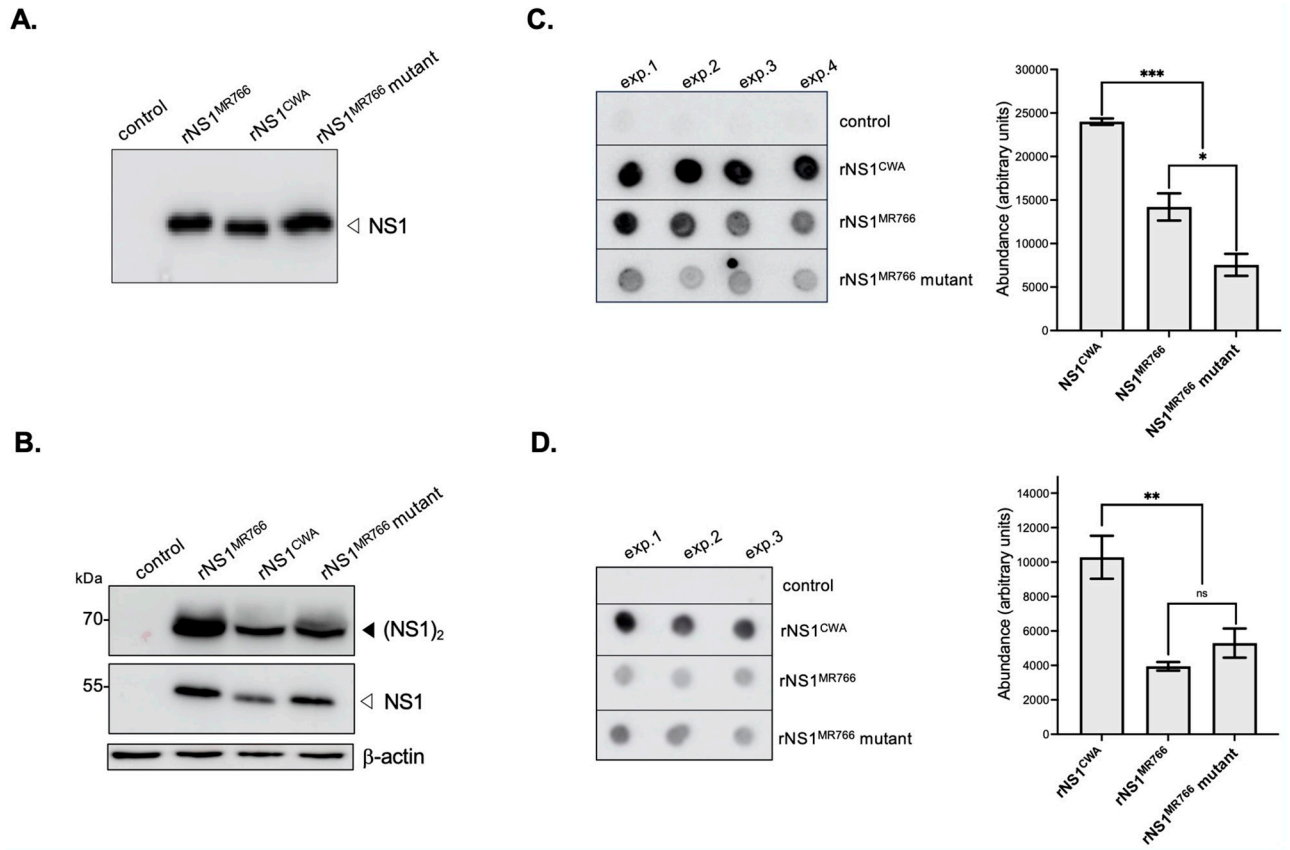 A.
control
rNS1MR766
rNS1CWA
rNS1MR766 mutant
NS1
B.
kDa
control
rNS1MR766
rNS1CWA
rNS1MR766 mutant
70
(NS1)2
55
NS1
β-actin
C.
exp.1
exp.2
exp.3
exp.4
control
rNS1CWA
rNS1MR766
rNS1MR766 mutant
Abundance (arbitrary units)
30000
25000
20000
15000
10000
5000
0
***
*
NS1CWA
NS1MR766
NS1MR766 mutant
D.
exp.1
exp.2
exp.3
control
rNS1CWA
rNS1MR766
rNS1MR766 mutant
Abundance (arbitrary units)
14000
12000
10000
8000
6000
4000
2000
0
**
ns
rNS1CWA
rNS1MR766
rNS1MR766 mutant